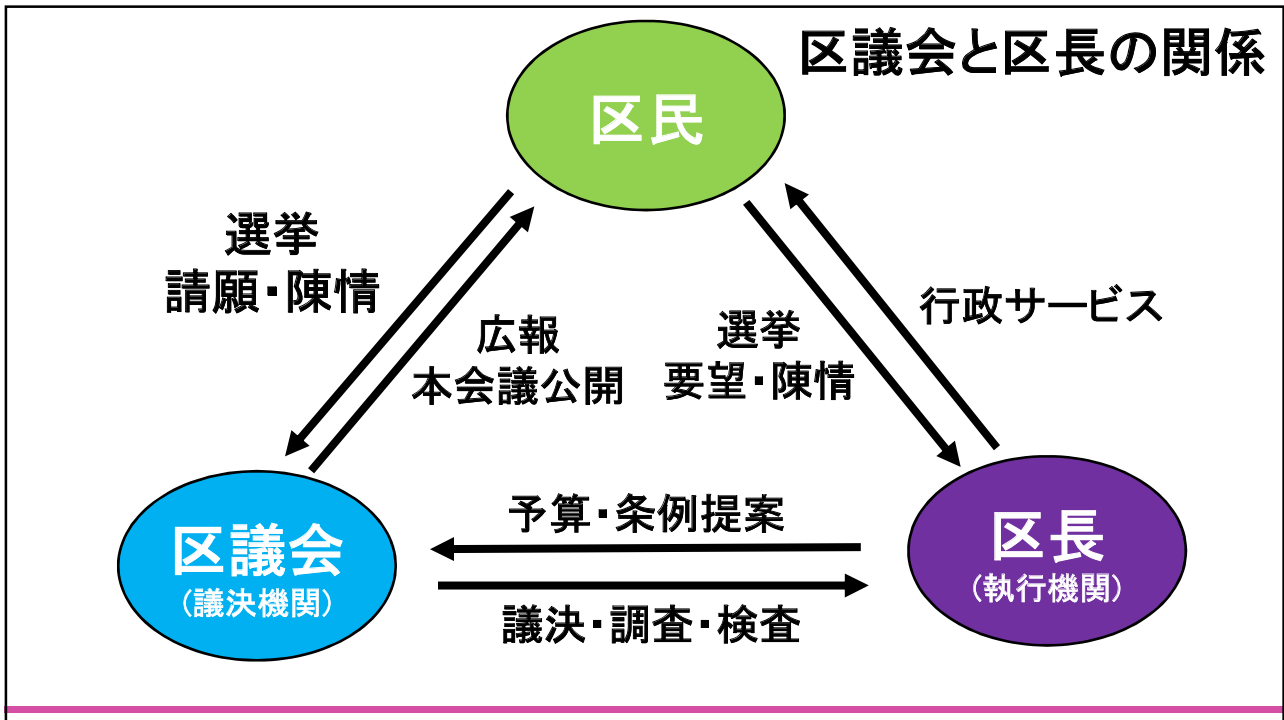 区議会と区長の関係
区民
選挙
請願・陳情
広報
本会議公開
選挙
要望・陳情
行政サービス
予算・条例提案
議決・調査・検査
区議会
（議決機関）
区長
（執行機関）